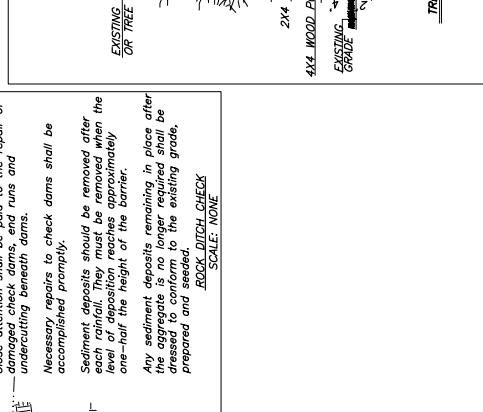 EXISTING
OR TREE
2X4
4X4 WOOD
EXISTING
GRADE
damaged check dams, end runs and
undercutting beneath dams.
Necessary repairs to check dams shall be
accomplished promptly.
Sediment deposits should be removed after
each rainfall. They must be removed when the
level of deposition reaches approximately
one-half the height of the barrier.
Any sediment deposits remaining in place after
the aggregate is no longer required shall be
dressed to conform to the existing grade,
prepared and seeded.
ROCK DITCH CHECK
SCALE: NONE